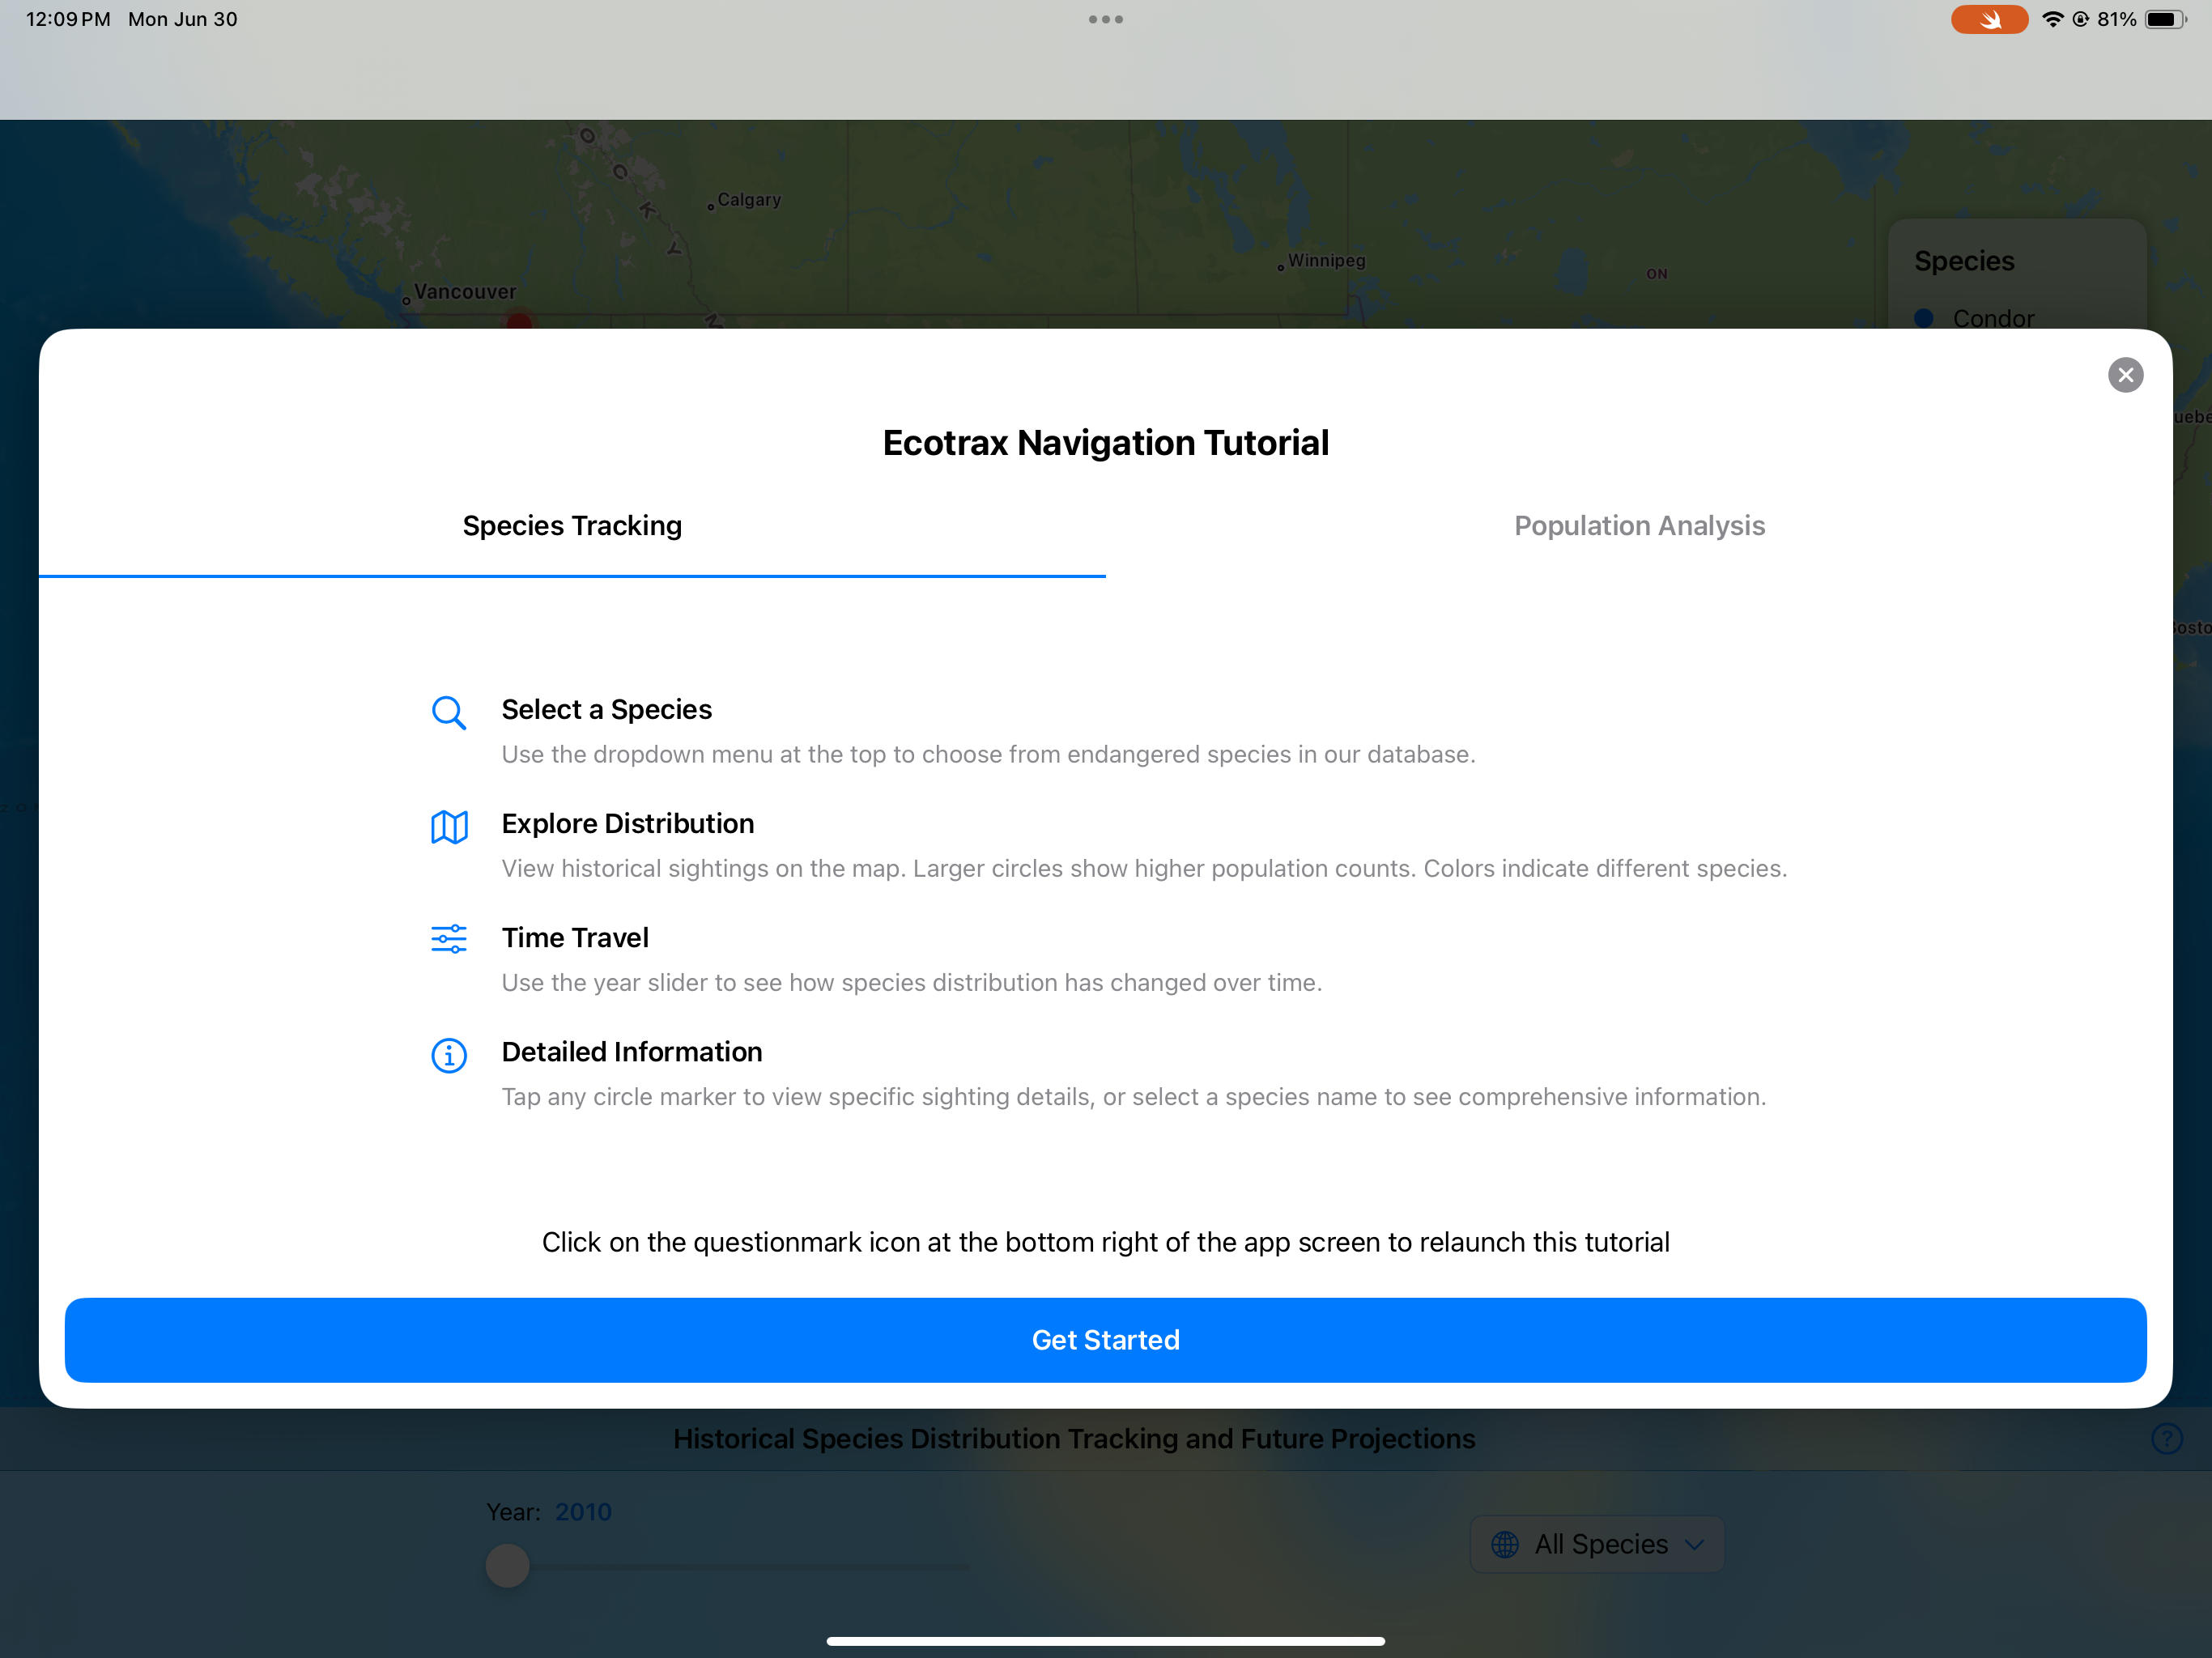 12:09 PM Mon Jun 30
81%
ROCKY
M
Calgary
Vancouver
Winnipeg
ON
Species
Condor
Ecotrax Navigation Tutorial
Species Tracking
Population Analysis
Select a Species
Use the dropdown menu at the top to choose from endangered species in our database.
Explore Distribution
View historical sightings on the map. Larger circles show higher population counts. Colors indicate different species.
Time Travel
Use the year slider to see how species distribution has changed over time.
Detailed Information
Tap any circle marker to view specific sighting details, or select a species name to see comprehensive information.
Click on the questionmark icon at the bottom right of the app screen to relaunch this tutorial
Get Started
Historical Species Distribution Tracking and Future Projections
?
Year: 2010
All Species